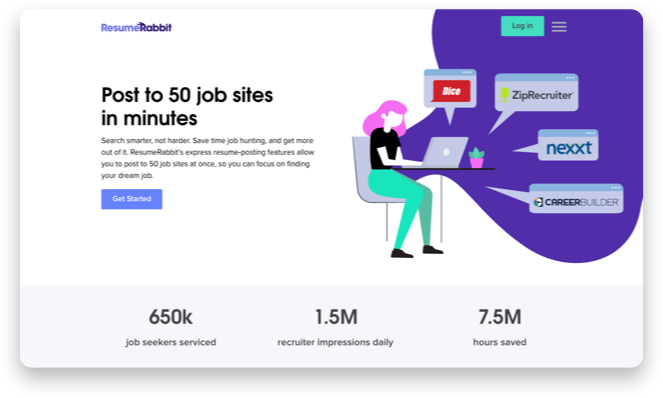 ResumeRabbit
Log in
Post to 50 job sites
in minutes
Search smarter, not harder. Save time job hunting, and get more
out of it. ResumeRabbit's express resume-posting features allow
you to post to 50 job sites at once, so you can focus on finding
your dream job.
Get Started
Dice
ZipRecruiter
nexxt
CAREERBUILDER
650k
job seekers serviced
1.5M
recruiter impressions daily
7.5M
hours saved